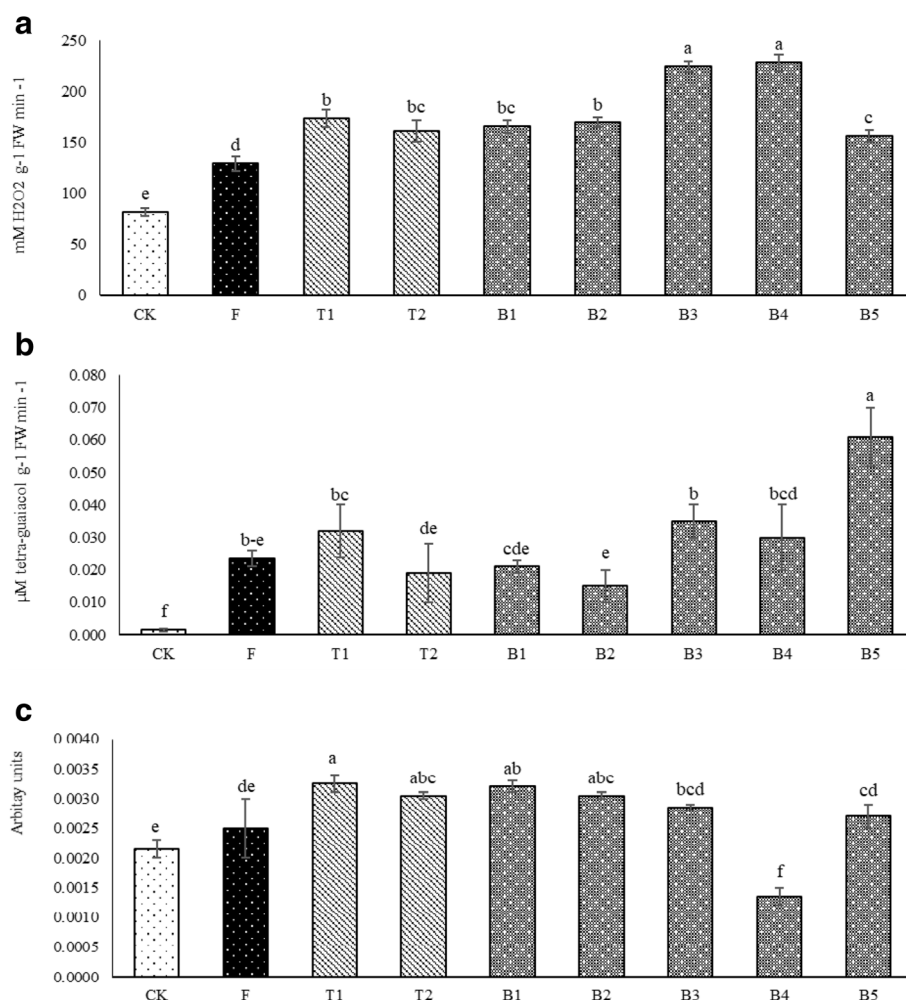 a
mM H2O2 g-1 FW min -1
250
200
150
100
50
0
e
d
b
bc
bc
b
a
a
c
CK F T1 T2 B1 B2 B3 B4 B5
b
µM tetra-guaiacol g-1 FW min -1
0.080
0.070
0.060
0.050
0.040
0.030
0.020
0.010
0.000
f
b-e
bc
de
cde
e
b
bcd
a
CK F T1 T2 B1 B2 B3 B4 B5
c
Arbitay units
0.0040
0.0035
0.0030
0.0025
0.0020
0.0015
0.0010
0.0005
0.0000
e
de
a
abc
ab
abc
bcd
f
cd
CK F T1 T2 B1 B2 B3 B4 B5